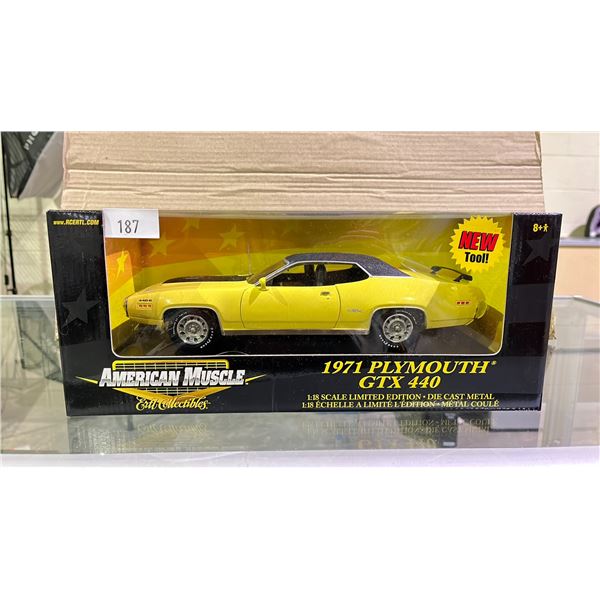 www.RCERTL.COM
187
8+
NEW
Tool!
AMERICAN MUSCLE
Ertl Collectibles
1971 PLYMOUTH®
GTX 440
1:18 SCALE LIMITED EDITION • DIE CAST METAL
1:18 ÉCHELLE A LIMITÉ L'ÉDITION • MÉTAL COULÉ